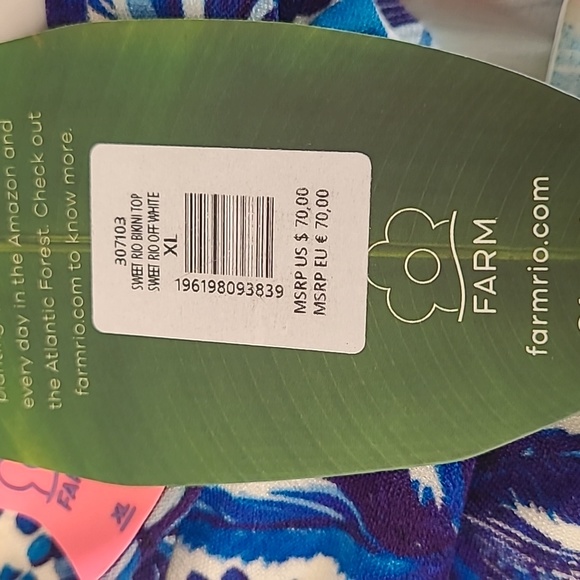 every day in the Amazon and
the Atlantic Forest. Check out
farmrio.com to know more.
307103
SWEET RIO BIKINI TOP
SWEET RIO OFF WHITE
XL
196198093839
MSRP US $ 70,00
MSRP EU € 70,00
FARM
farmrio.com